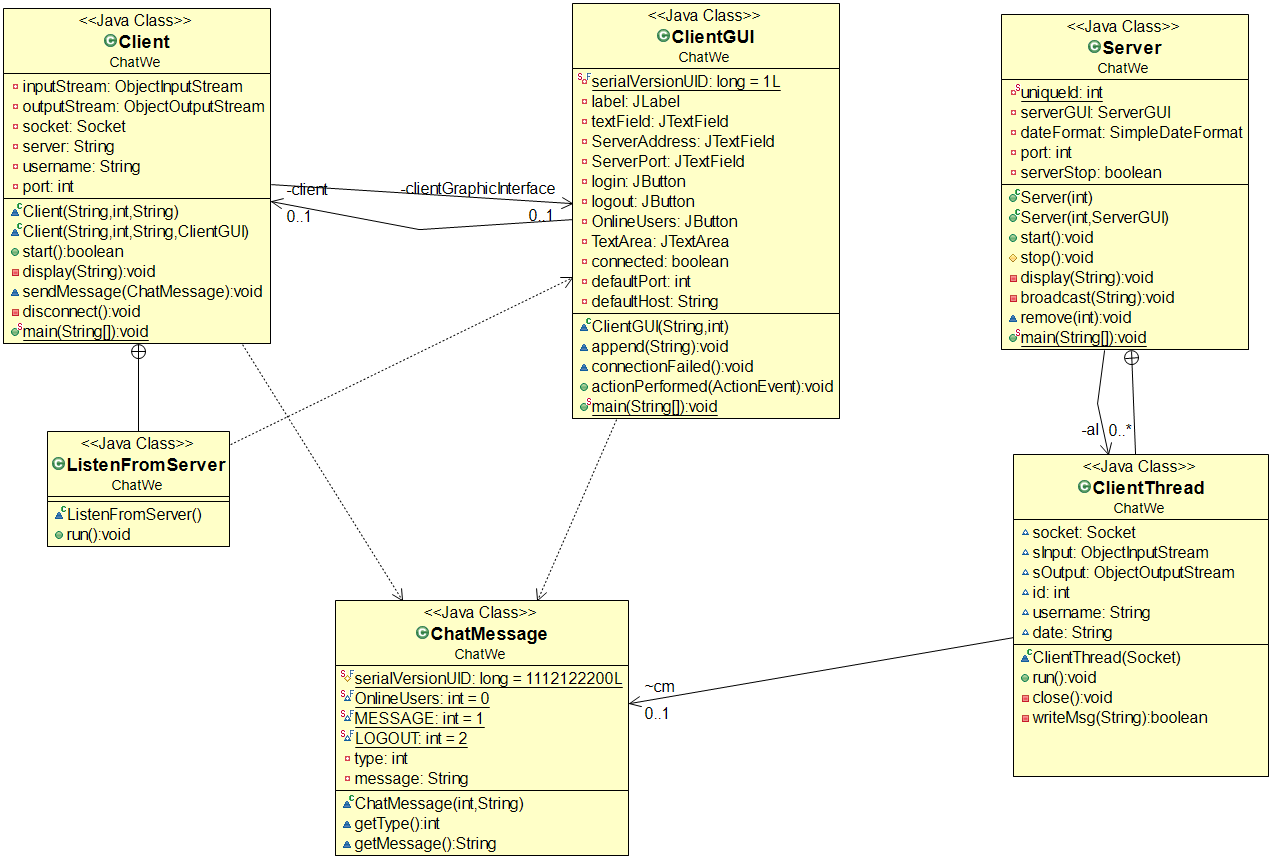 <<Java Class>>
Client
ChatWe
inputStream: ObjectInputStream
outputStream: ObjectOutputStream
socket: Socket
server: String
username: String
port: int
Client(String,int,String)
Client(String,int,String,ClientGUI)
start():boolean
display(String):void
sendMessage(ChatMessage):void
disconnect():void
main(String[]):void
-client
0..1
-clientGraphicInterface
0..1
<<Java Class>>
ClientGUI
ChatWe
serialVersionUID: long = 1L
label: JLabel
textField: JTextField
ServerAddress: JTextField
ServerPort: JTextField
login: JButton
logout: JButton
OnlineUsers: JButton
TextArea: JTextArea
connected: boolean
defaultPort: int
defaultHost: String
ClientGUI(String,int)
append(String):void
connectionFailed():void
actionPerformed(ActionEvent):void
main(String[]):void
<<Java Class>>
Server
ChatWe
uniqueId: int
serverGUI: ServerGUI
dateFormat: SimpleDateFormat
port: int
serverStop: boolean
Server(int)
Server(int,ServerGUI)
start():void
stop():void
display(String):void
broadcast(String):void
remove(int):void
main(String[]):void
-al 0..*
<<Java Class>>
ListenFromServer
ChatWe
ListenFromServer()
run():void
<<Java Class>>
ClientThread
ChatWe
socket: Socket
sInput: ObjectInputStream
sOutput: ObjectOutputStream
id: int
username: String
date: String
ClientThread(Socket)
run():void
close():void
writeMsg(String):boolean
~cm
0..1
<<Java Class>>
ChatMessage
ChatWe
serialVersionUID: long = 1112122200L
OnlineUsers: int = 0
MESSAGE: int = 1
LOGOUT: int = 2
type: int
message: String
ChatMessage(int,String)
getType():int
getMessage():String